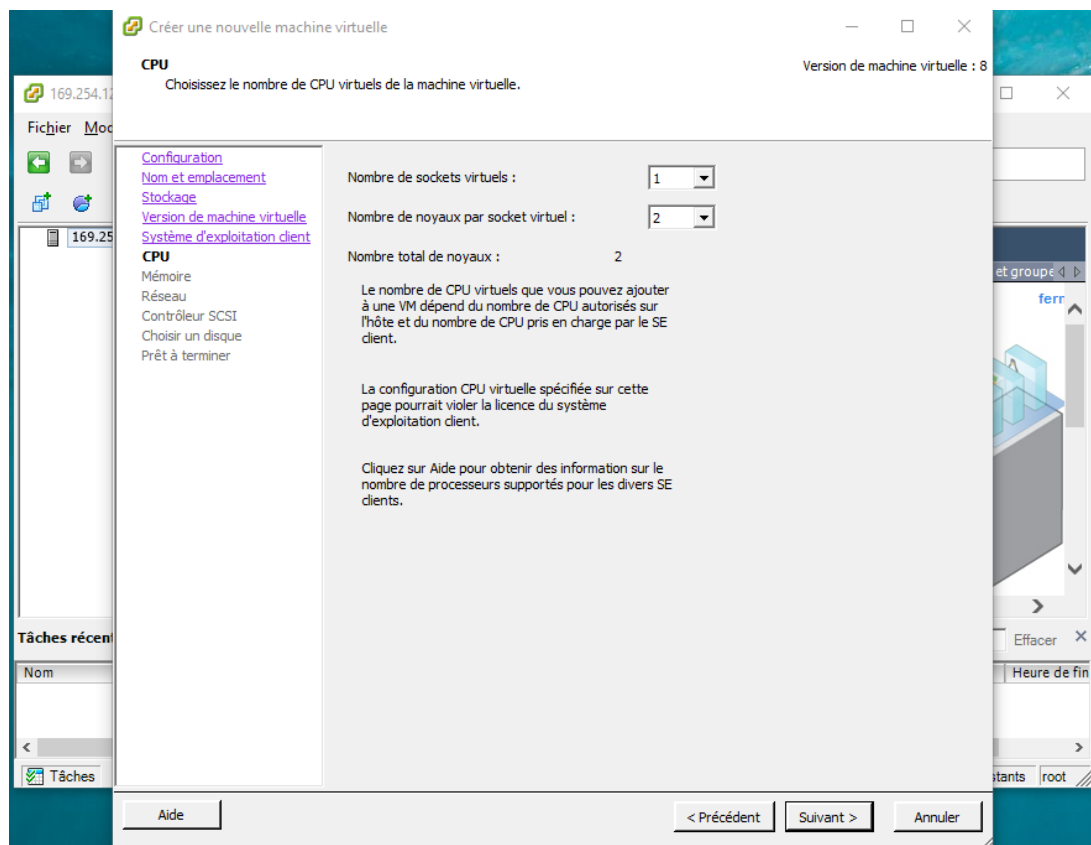 Créer une nouvelle machine virtuelle
CPU
Choisissez le nombre de CPU virtuels de la machine virtuelle.
Version de machine virtuelle : 8
169.254.12
Fichier Mod
169.25
Configuration
Nom et emplacement
Stockage
Version de machine virtuelle
Système d'exploitation client
CPU
Mémoire
Réseau
Contrôleur SCSI
Choisir un disque
Prêt à terminer
Nombre de sockets virtuels : 1
Nombre de noyaux par socket virtuel : 2
Nombre total de noyaux : 2
Le nombre de CPU virtuels que vous pouvez ajouter
à une VM dépend du nombre de CPU autorisés sur
l'hôte et du nombre de CPU pris en charge par le SE
client.
La configuration CPU virtuelle spécifiée sur cette
page pourrait violer la licence du système
d'exploitation client.
Cliquez sur Aide pour obtenir des information sur le
nombre de processeurs supportés pour les divers SE
clients.
et groupe
ferr
Tâches récent
Effacer
Nom
Heure de fin
Tâches
stants root
Aide
< Précédent
Suivant >
Annuler